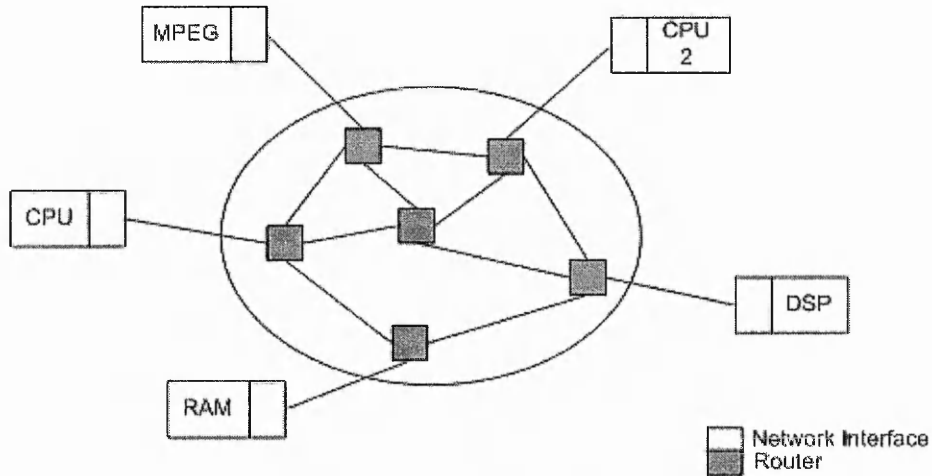 MPEG
CPU
2
CPU
DSP
RAM
Network Interface
Router